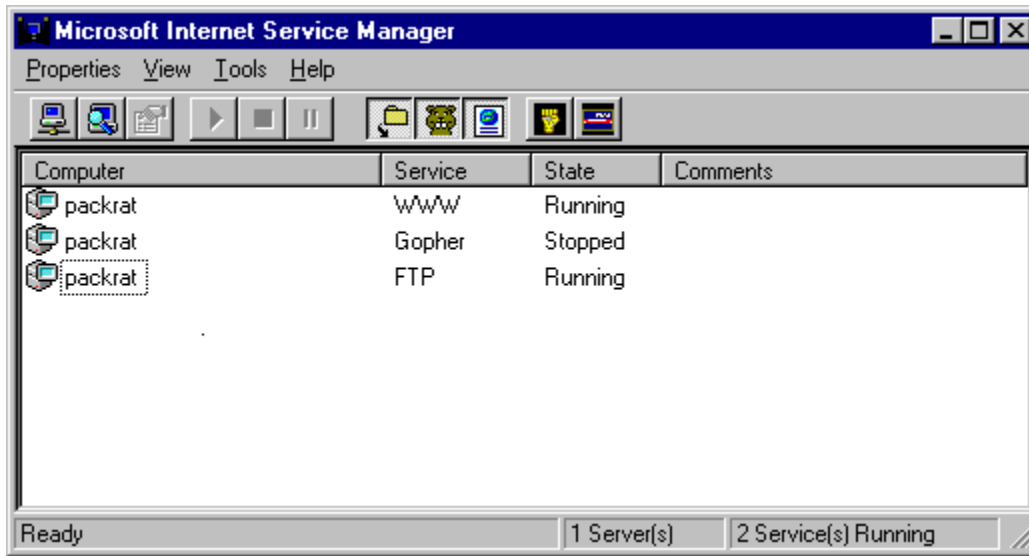 Microsoft Internet Service Manager
Properties View Tools Help
Computer Service State Comments
packrat WWW Running
packrat Gopher Stopped
packrat FTP Running
Ready 1 Server(s) 2 Service(s) Running